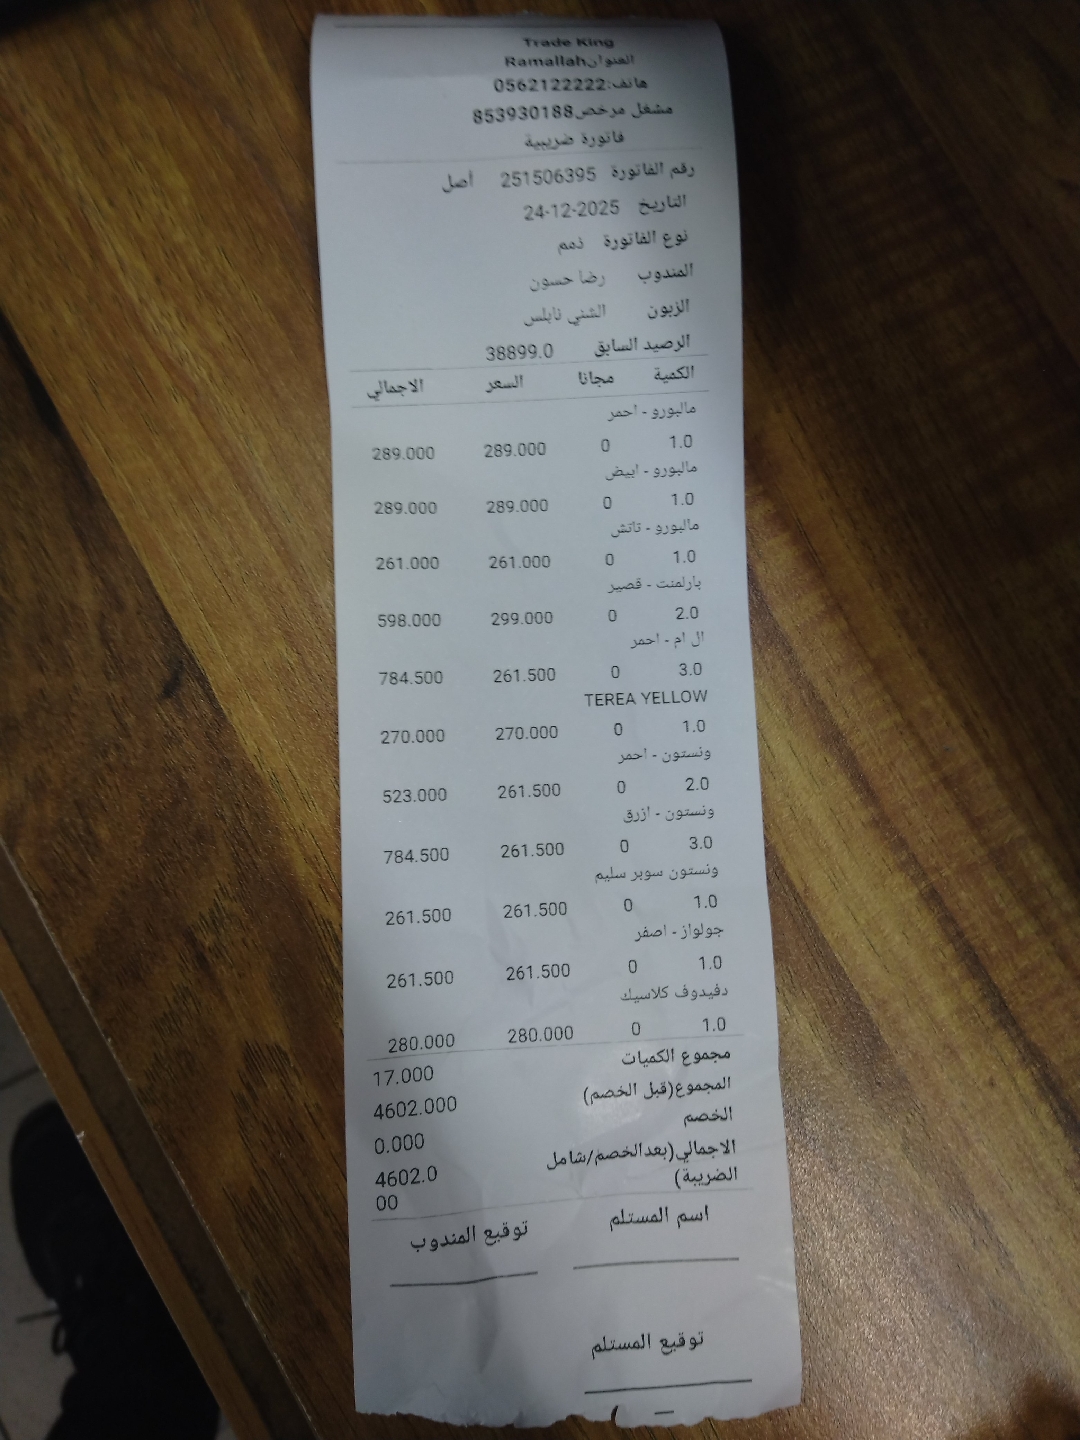 Trade King
العنوانRamallah
هاتف:0562122222
مشغل مرخص853930188
فاتورة ضريبية
رقم الفاتورة 251506395 أصل
التاريخ 24-12-2025
نوع الفاتورة ذمم
المندوب رضا حسون
الزبون الشني نابلس
الرصيد السابق 38899.0
الكمية مجانا السعر الاجمالي
مالبورو - احمر
1.0 0 289.000 289.000
مالبورو - ابيض
1.0 0 289.000 289.000
مالبورو - تاتش
1.0 0 261.000 261.000
بارلمنت - قصير
2.0 0 299.000 598.000
ال ام - احمر
3.0 0 261.500 784.500
TEREA YELLOW
1.0 0 270.000 270.000
ونستون - احمر
2.0 0 261.500 523.000
ونستون - ازرق
3.0 0 261.500 784.500
ونستون سوبر سليم
1.0 0 261.500 261.500
جولواز - اصفر
1.0 0 261.500 261.500
دفيدوف كلاسيك
1.0 0 280.000 280.000
مجموع الكميات 17.000
المجموع(قبل الخصم) 4602.000
الخصم 0.000
الاجمالي(بعدالخصم/شامل 4602.0
الضريبة) 00
اسم المستلم توقيع المندوب
توقيع المستلم